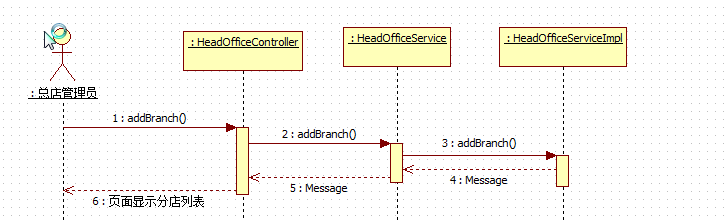 : HeadOfficeController
: HeadOfficeService
: HeadOfficeServiceImpl
: 总店管理员
1 : addBranch()
2 : addBranch()
3 : addBranch()
4 : Message
5 : Message
6 : 页面显示分店列表